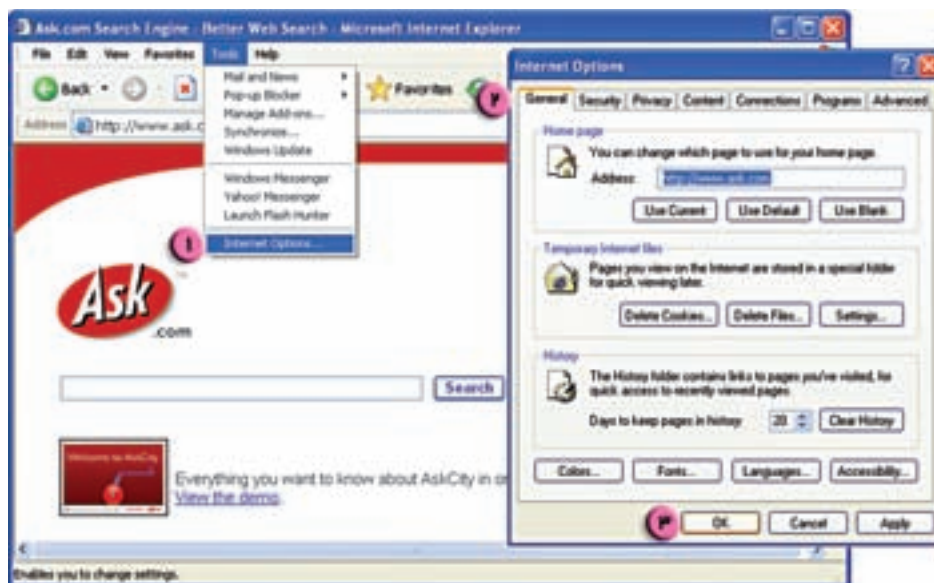 Ask.com Search Engine - Better Web Search - Microsoft Internet Explorer
File Edit View Favorites Tools Help
Back
Favorites
Address http://www.ask.c
Mail and News
Pop-up Blocker
Manage Add-ons...
Synchronize...
Windows Update
Windows Messenger
Yahoo! Messenger
Launch Flash Hunter
Internet Options...
۱
Ask
.com
Search
Welcome to AskCity
Everything you want to know about AskCity in
View the demo.
Enables you to change settings.
Internet Options
۲
General Security Privacy Content Connections Programs Advanced
Home page
You can change which page to use for your home page.
Address: http://www.ask.com
Use Current Use Default Use Blank
Temporary Internet files
Pages you view on the Internet are stored in a special folder
for quick viewing later.
Delete Cookies... Delete Files... Settings...
History
The History folder contains links to pages you've visited, for
quick access to recently viewed pages.
Days to keep pages in history: 20 Clear History
Colors... Fonts... Languages... Accessibility...
۳
OK Cancel Apply